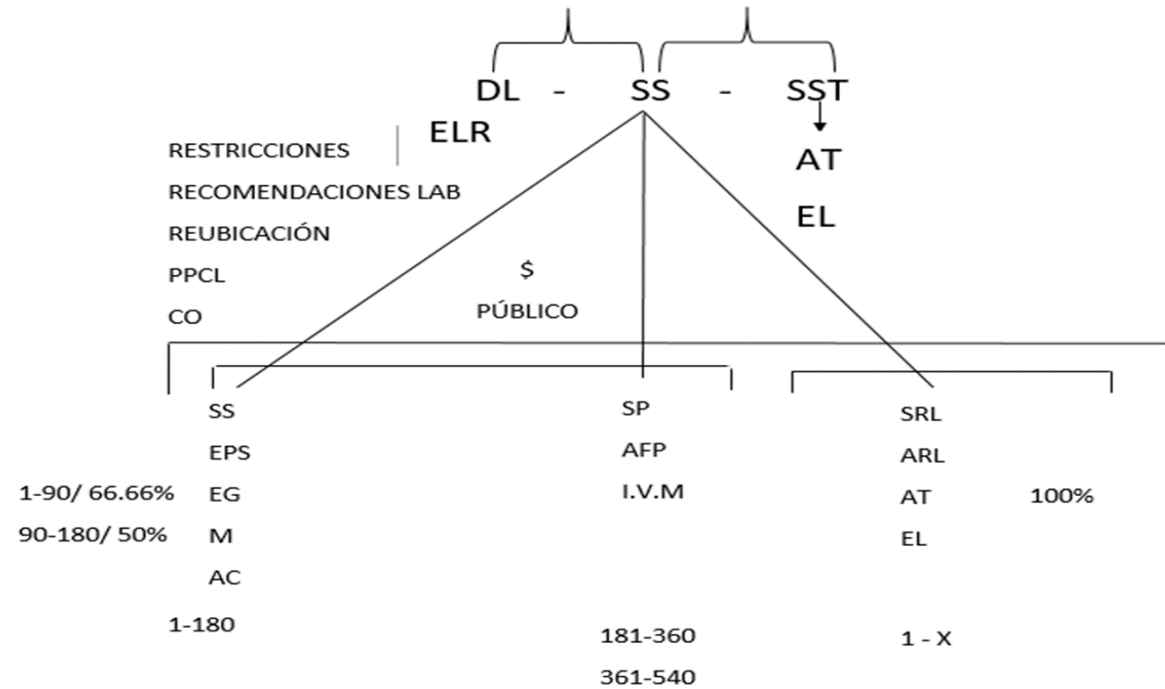 DL - SS - SST
ELR
RESTRICCIONES
RECOMENDACIONES LAB
REUBICACIÓN
PPCL
CO
AT
EL
$
PÚBLICO
SS
EPS
1-90/ 66.66% EG
90-180/ 50% M
AC
1-180
SP
AFP
I.V.M
181-360
361-540
SRL
ARL
AT 100%
EL
1 - X